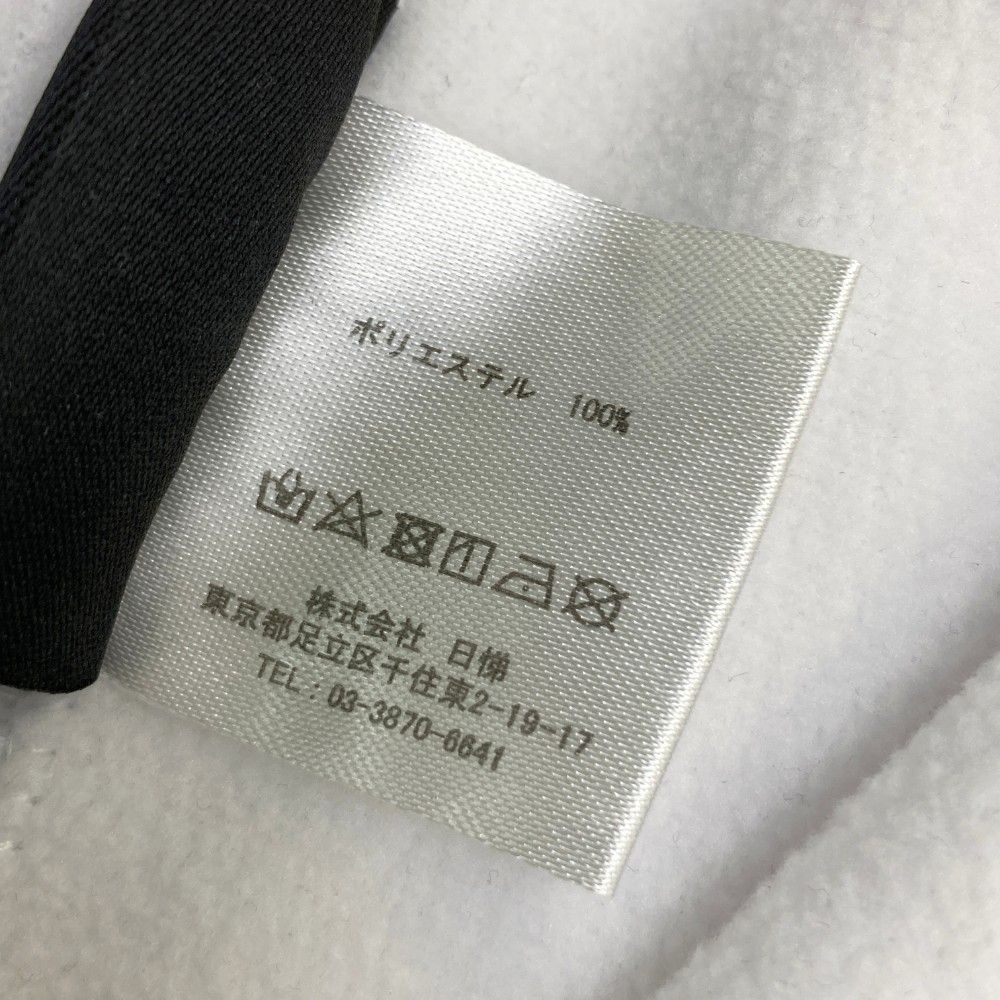 ポリエステル 100%
株式会社 日俤
東京都足立区千住東2-19-17
TEL:03-3870-6641